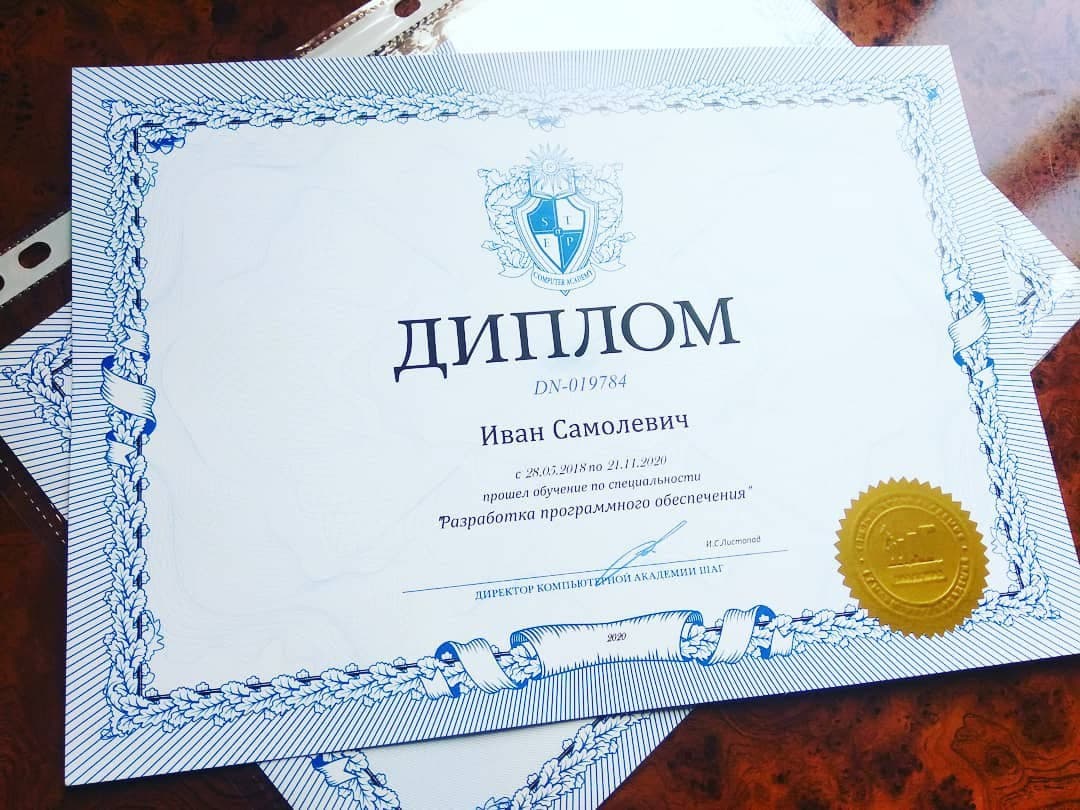 S T
E P
COMPUTER ACADEMY
ДИПЛОМ
DN-019784
Иван Самолевич
с 28.05.2018 по 21.11.2020
прошел обучение по специальности
"Разработка программного обеспечения"
И.С.Листопад
ДИРЕКТОР КОМПЬЮТЕРНОЙ АКАДЕМИИ ШАГ
2020